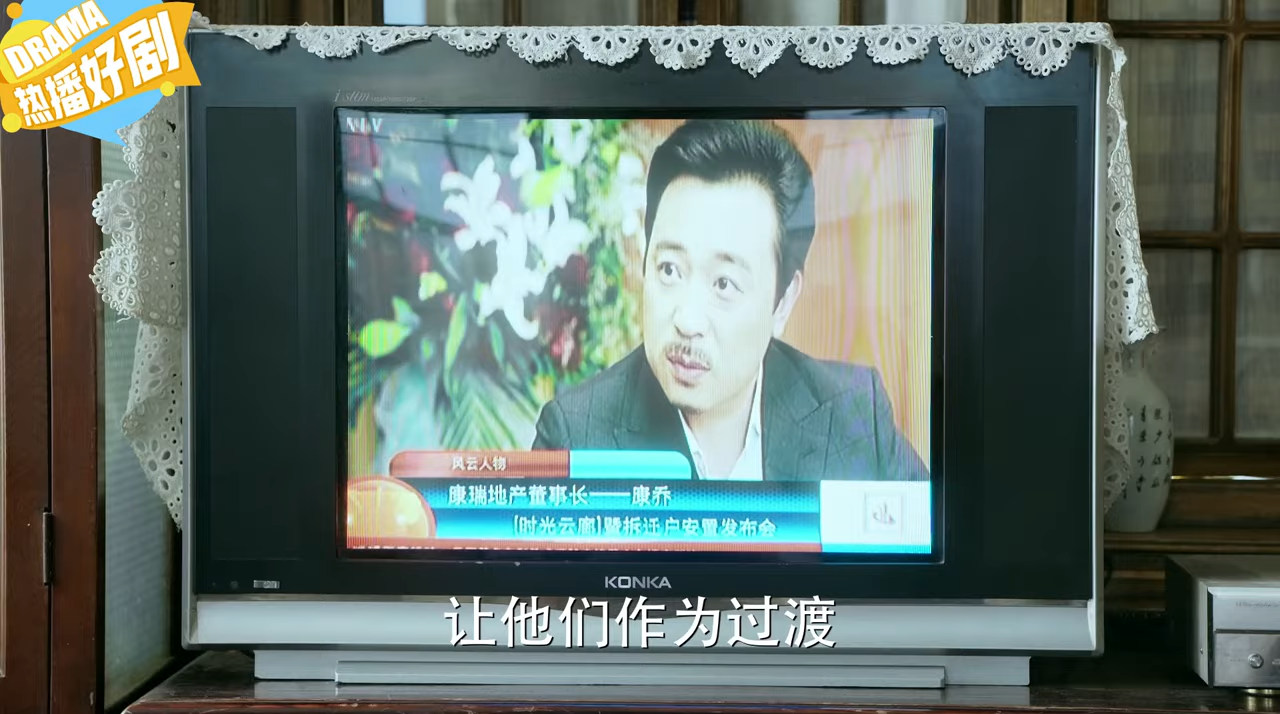 DRAMA
热播好剧
风云人物
康瑞地产董事长——康乔
[时光云廊]暨拆迁户安置发布会
KONKA
让他们作为过渡